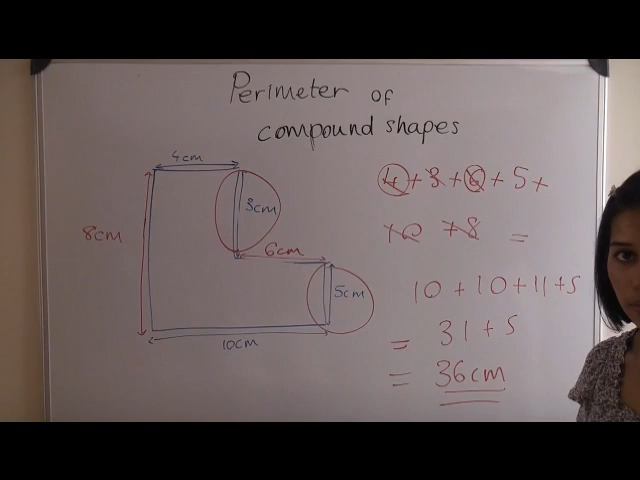 Perimeter of
compound shapes
4cm
3cm
8cm
6cm
5cm
10cm
4+3+6+5+
10 +8 =
10+10+11+5
= 31+5
= 36cm